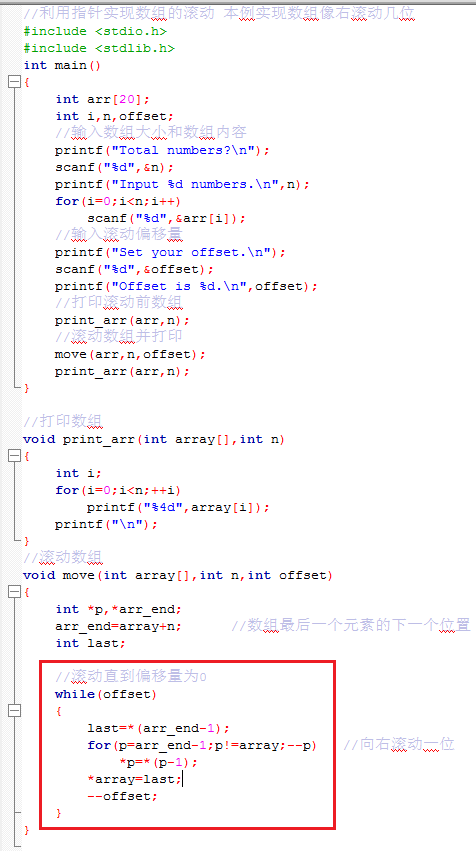 //利用指针实现数组的滚动 本例实现数组像右滚动几位
#include <stdio.h>
#include <stdlib.h>
int main()
{
    int arr[20];
    int i,n,offset;
    //输入数组大小和数组内容
    printf("Total numbers?\n");
    scanf("%d",&n);
    printf("Input %d numbers.\n",n);
    for(i=0;i<n;i++)
        scanf("%d",&arr[i]);
    //输入滚动偏移量
    printf("Set your offset.\n");
    scanf("%d",&offset);
    printf("Offset is %d.\n",offset);
    //打印滚动前数组
    print_arr(arr,n);
    //滚动数组并打印
    move(arr,n,offset);
    print_arr(arr,n);
}
//打印数组
void print_arr(int array[],int n)
{
    int i;
    for(i=0;i<n;++i)
        printf("%4d",array[i]);
    printf("\n");
}
//滚动数组
void move(int array[],int n,int offset)
{
    int *p,*arr_end;
    arr_end=array+n;      //数组最后一个元素的下一个位置
    int last;
    //滚动直到偏移量为0
    while(offset)
    {
        last=*(arr_end-1);
        for(p=arr_end-1;p!=array;--p)   //向右滚动一位
            *p=*(p-1);
        *array=last;
        --offset;
    }
}